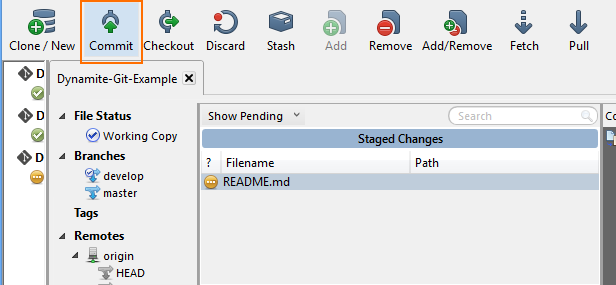 Clone / New Commit Checkout Discard Stash Add Remove Add/Remove Fetch Pull
D
Dynamite-Git-Example
D
D
File Status
Working Copy
Branches
develop
master
Tags
Remotes
origin
HEAD
Show Pending
Search
Co
Staged Changes
? Filename Path
README.md